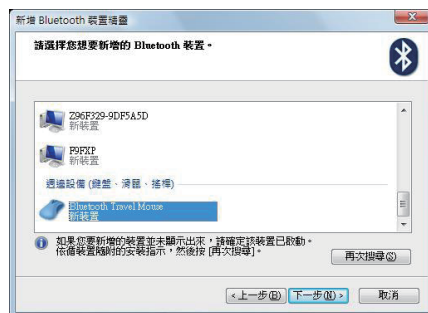 新增 Bluetooth 裝置精靈
請選擇您想要新增的 Bluetooth 裝置。
Z96F329-9DF5A5D
新裝置
F9FXP
新裝置
週邊設備 (鍵盤、滑鼠、搖桿)
Bluetooth Travel Mouse
新裝置
如果您要新增的裝置並未顯示出來，請確定該裝置已啟動。
依循裝置隨附的安裝指示，然後按 [再次搜尋]。
再次搜尋(S)
<上一步(B)
下一步(N)>
取消